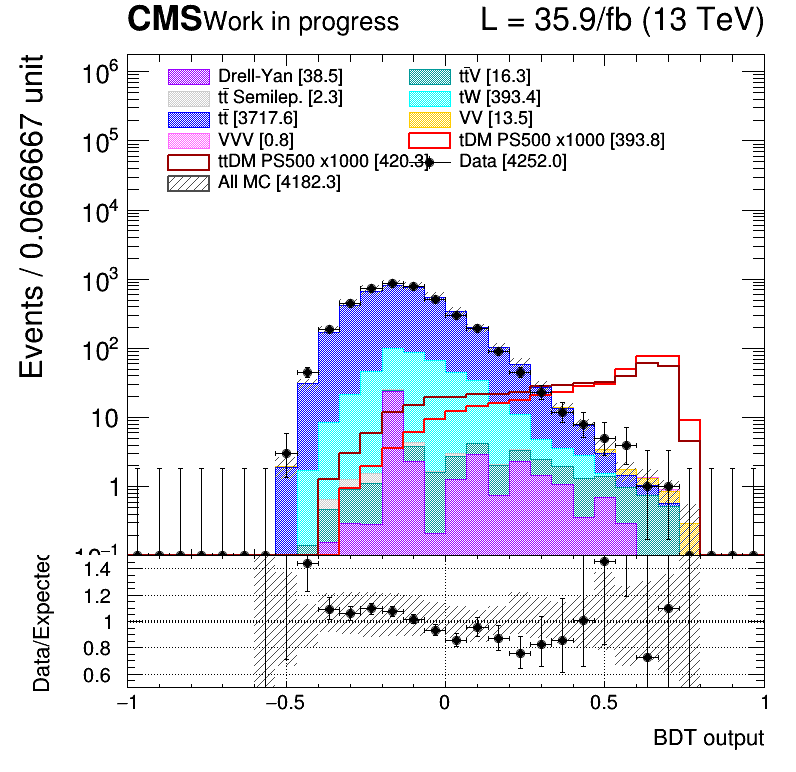 CMS Work in progress L = 35.9/fb (13 TeV)
Events / 0.0666667 unit
Drell-Yan [38.5] tt̄V [16.3]
tt̄ Semilep. [2.3] tW [393.4]
tt̄ [3717.6] VV [13.5]
VVV [0.8] tDM PS500 x1000 [393.8]
ttDM PS500 x1000 [420.3] Data [4252.0]
All MC [4182.3]
10⁶
10⁵
10⁴
10³
10²
10
1
10⁻¹
Data/Expected
1.4
1.2
1
0.8
0.6
−1 −0.5 0 0.5 1
BDT output